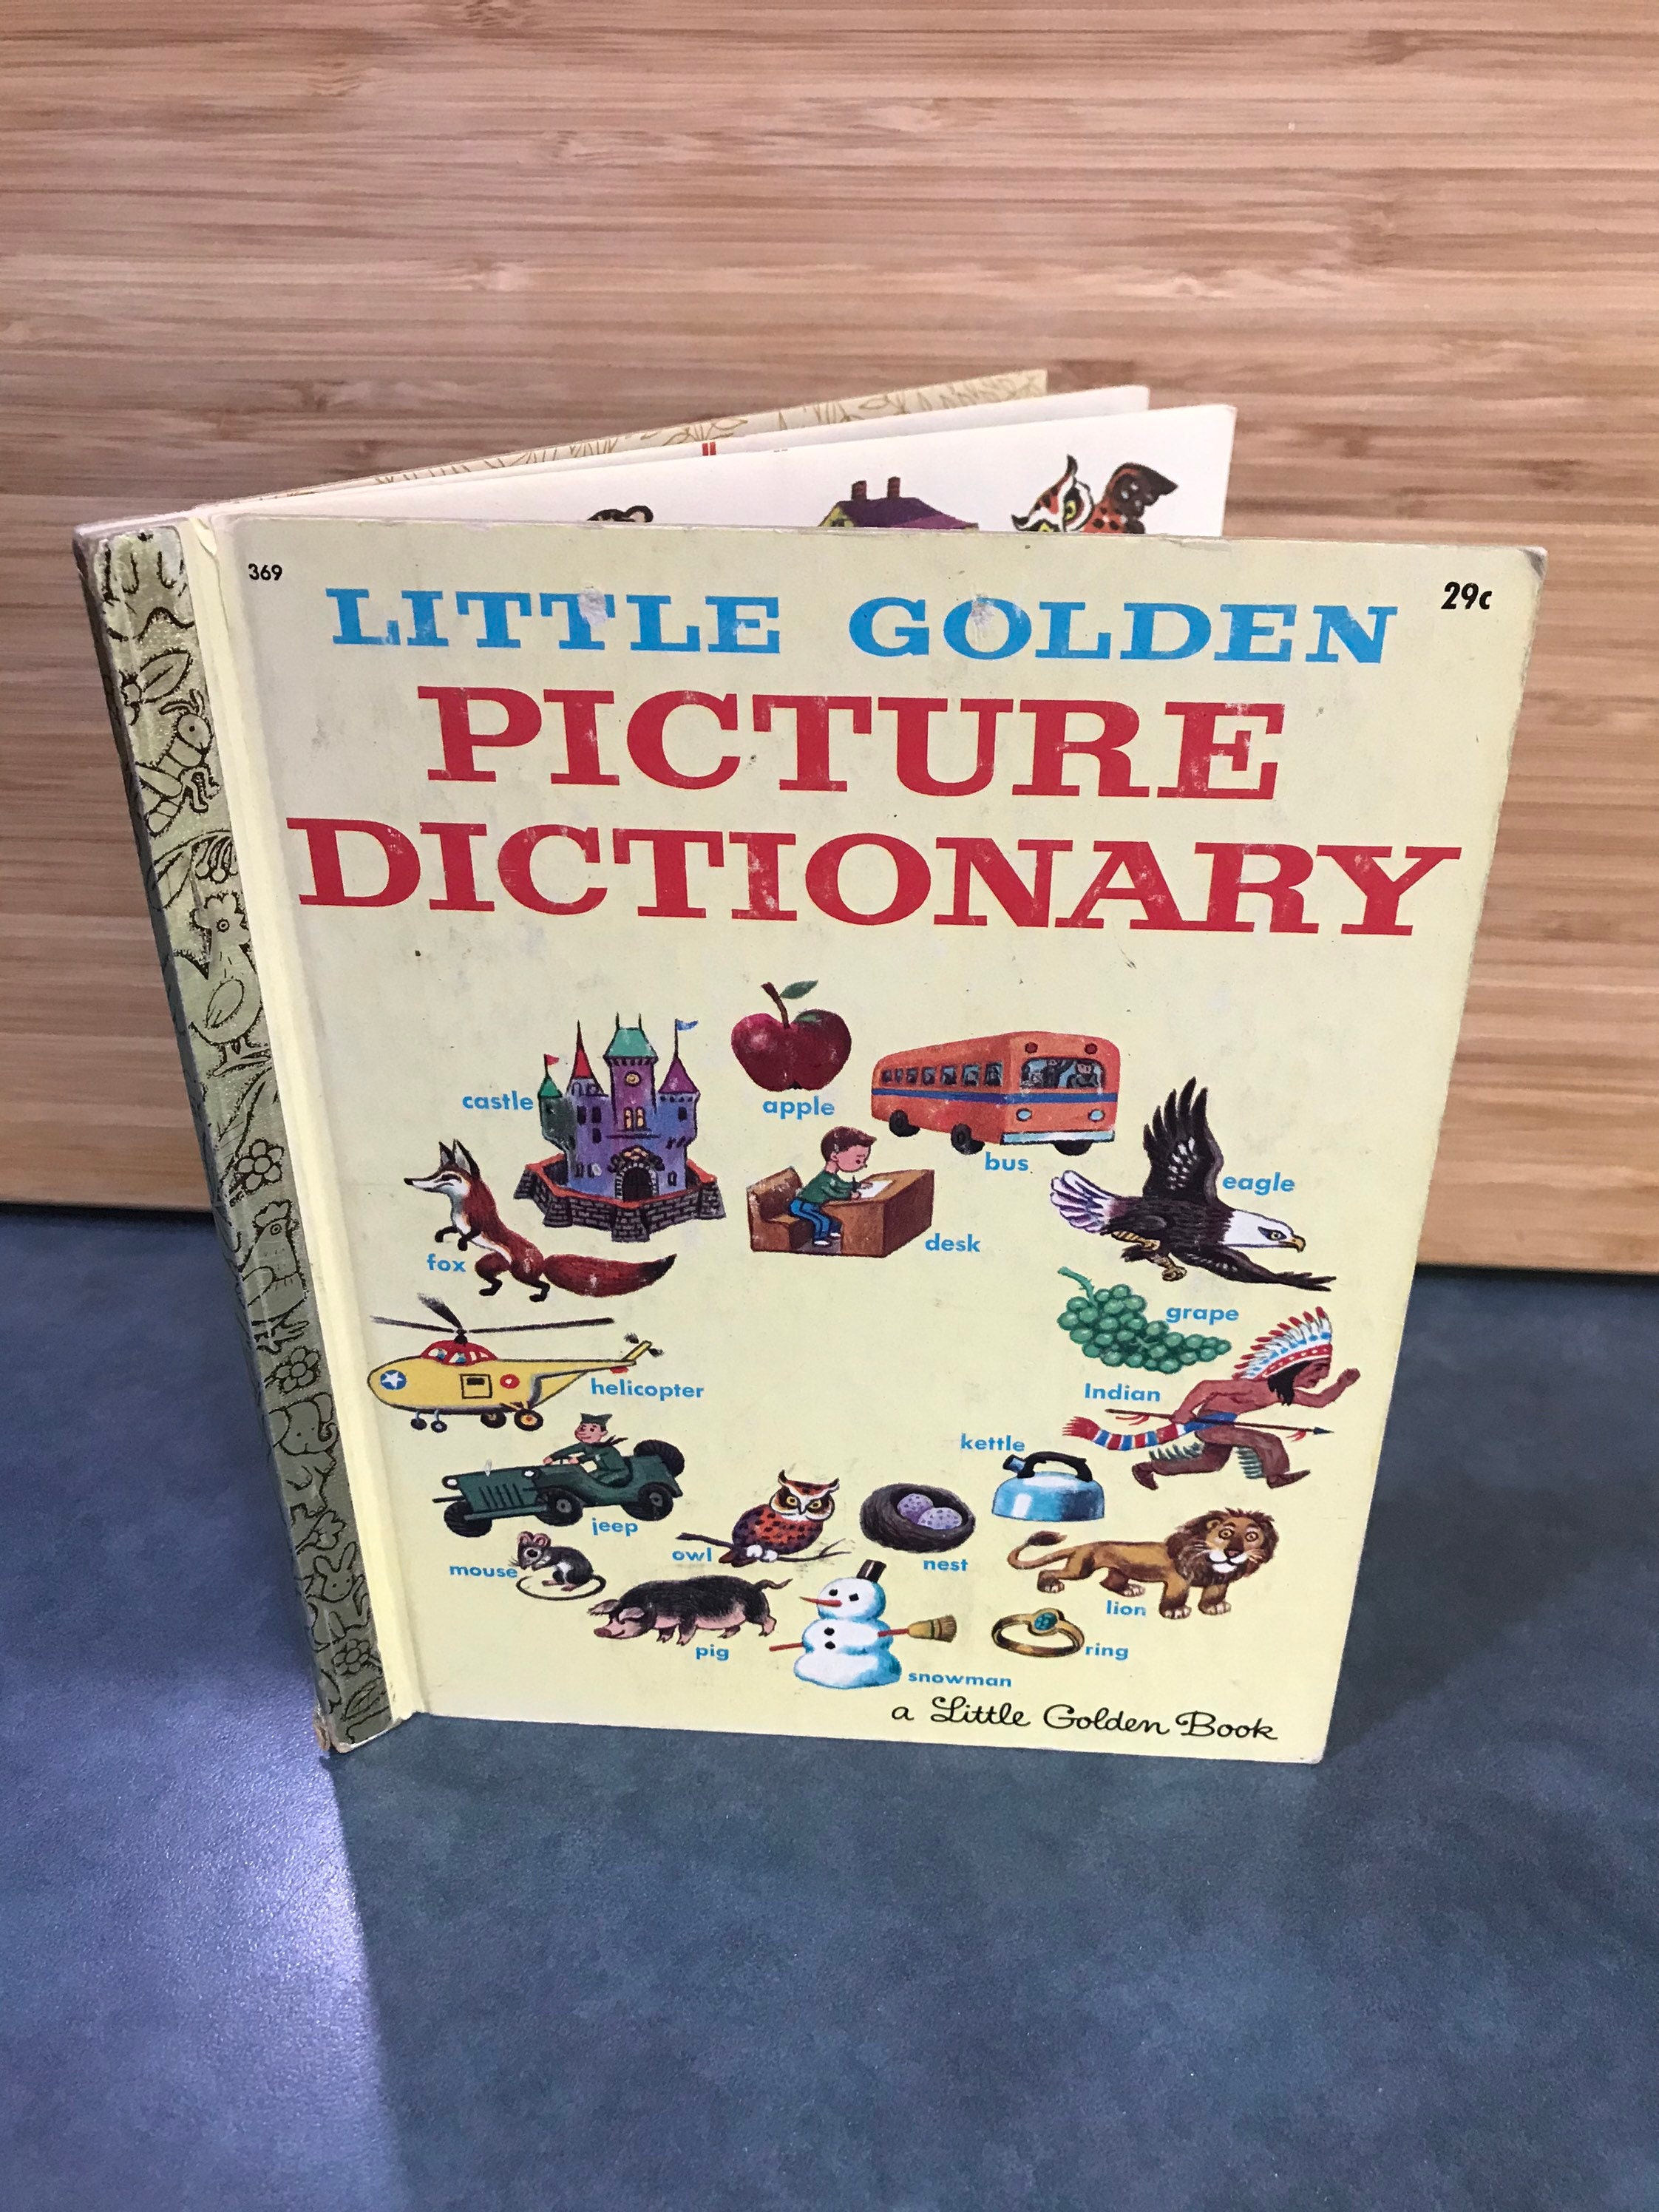 369
29c
LITTLE GOLDEN
PICTURE
DICTIONARY
castle
apple
bus
eagle
fox
desk
grape
helicopter
Indian
kettle
jeep
owl
nest
mouse
lion
pig
ring
snowman
a Little Golden Book